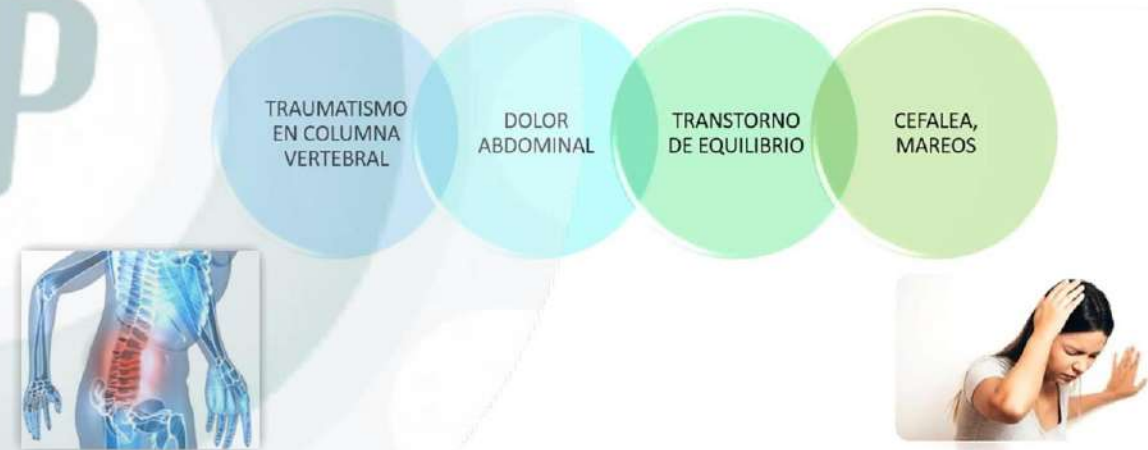 TRAUMATISMO
EN COLUMNA
VERTEBRAL
DOLOR
ABDOMINAL
TRANSTORNO
DE EQUILIBRIO
CEFALEA,
MAREOS